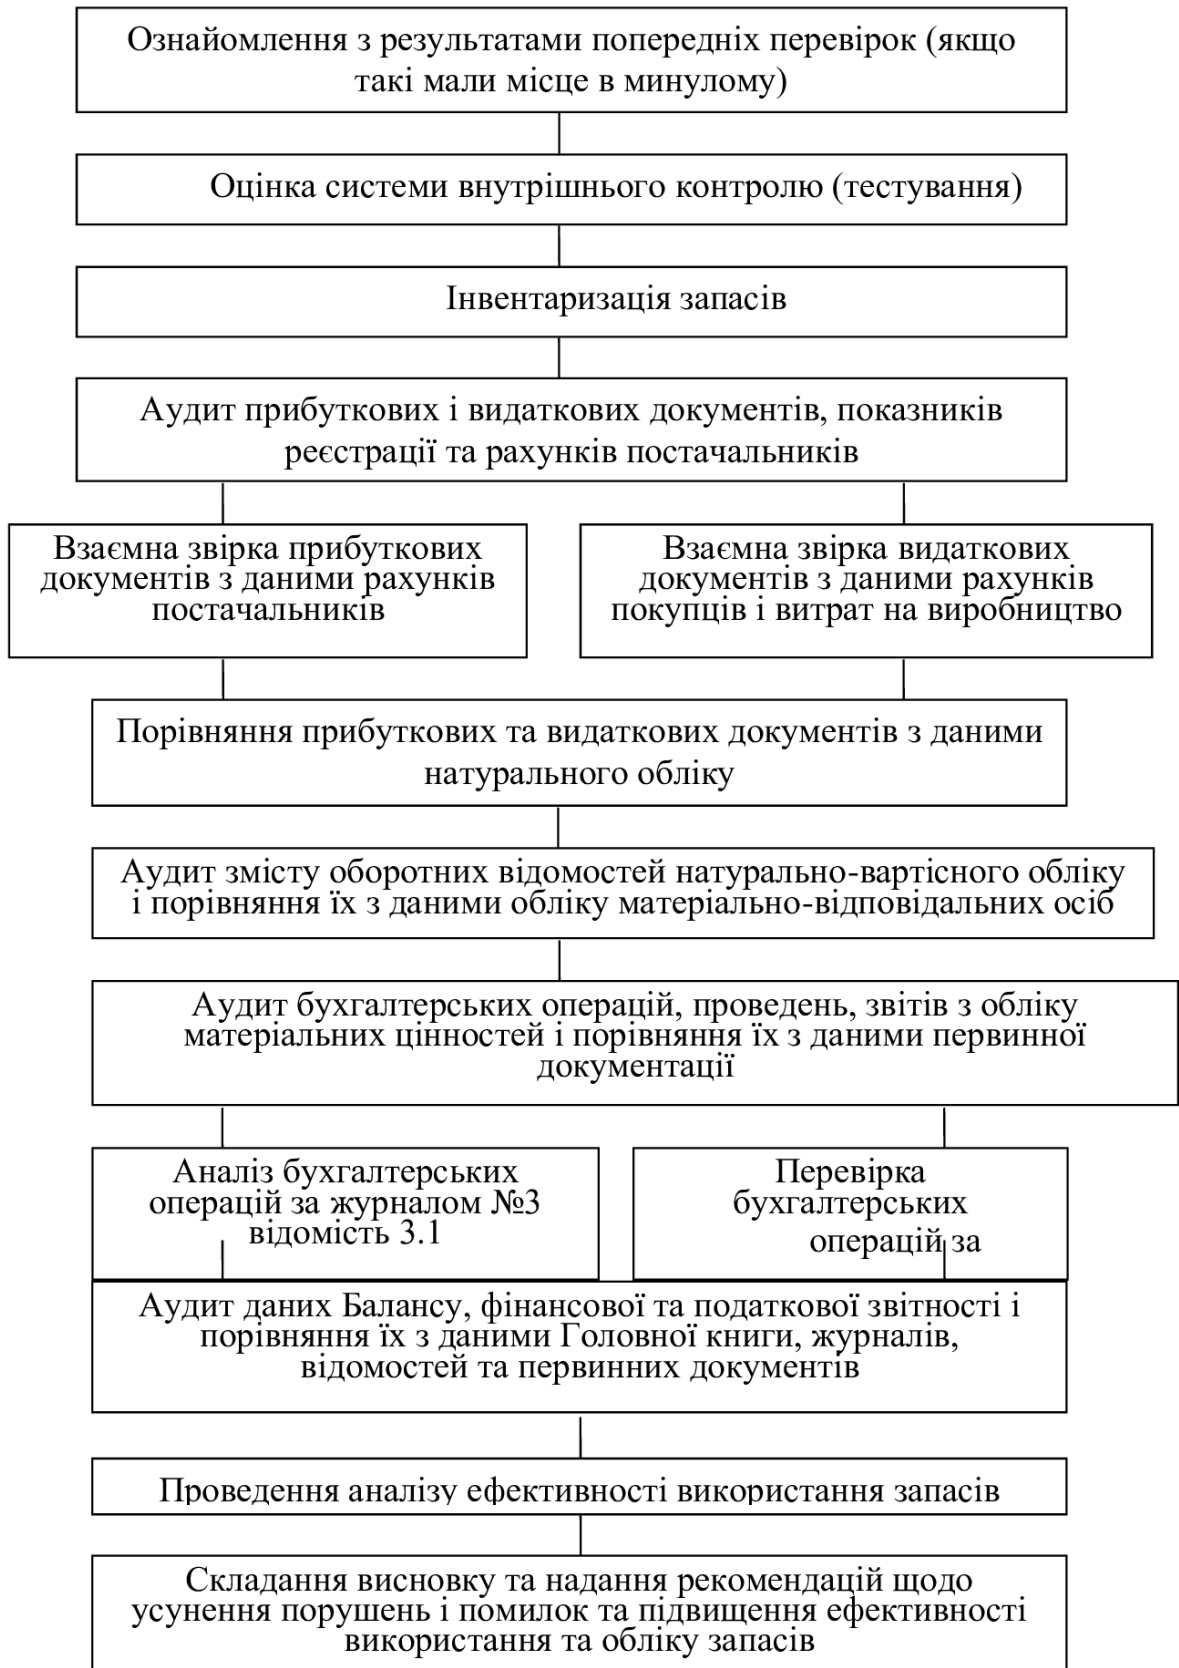 Ознайомлення з результатами попередніх перевірок (якщо
такі мали місце в минулому)
Оцінка системи внутрішнього контролю (тестування)
Інвентаризація запасів
Аудит прибуткових і видаткових документів, показників
реєстрації та рахунків постачальників
Взаємна звірка прибуткових
документів з даними рахунків
постачальників
Взаємна звірка видаткових
документів з даними рахунків
покупців і витрат на виробництво
Порівняння прибуткових та видаткових документів з даними
натурального обліку
Аудит змісту оборотних відомостей натурально-вартісного обліку
і порівняння їх з даними обліку матеріально-відповідальних осіб
Аудит бухгалтерських операцій, проведень, звітів з обліку
матеріальних цінностей і порівняння їх з даними первинної
документації
Аналіз бухгалтерських
операцій за журналом №3
відомість 3.1
Перевірка
бухгалтерських
операцій за
Аудит даних Балансу, фінансової та податкової звітності і
порівняння їх з даними Головної книги, журналів,
відомостей та первинних документів
Проведення аналізу ефективності використання запасів
Складання висновку та надання рекомендацій щодо
усунення порушень і помилок та підвищення ефективності
використання та обліку запасів